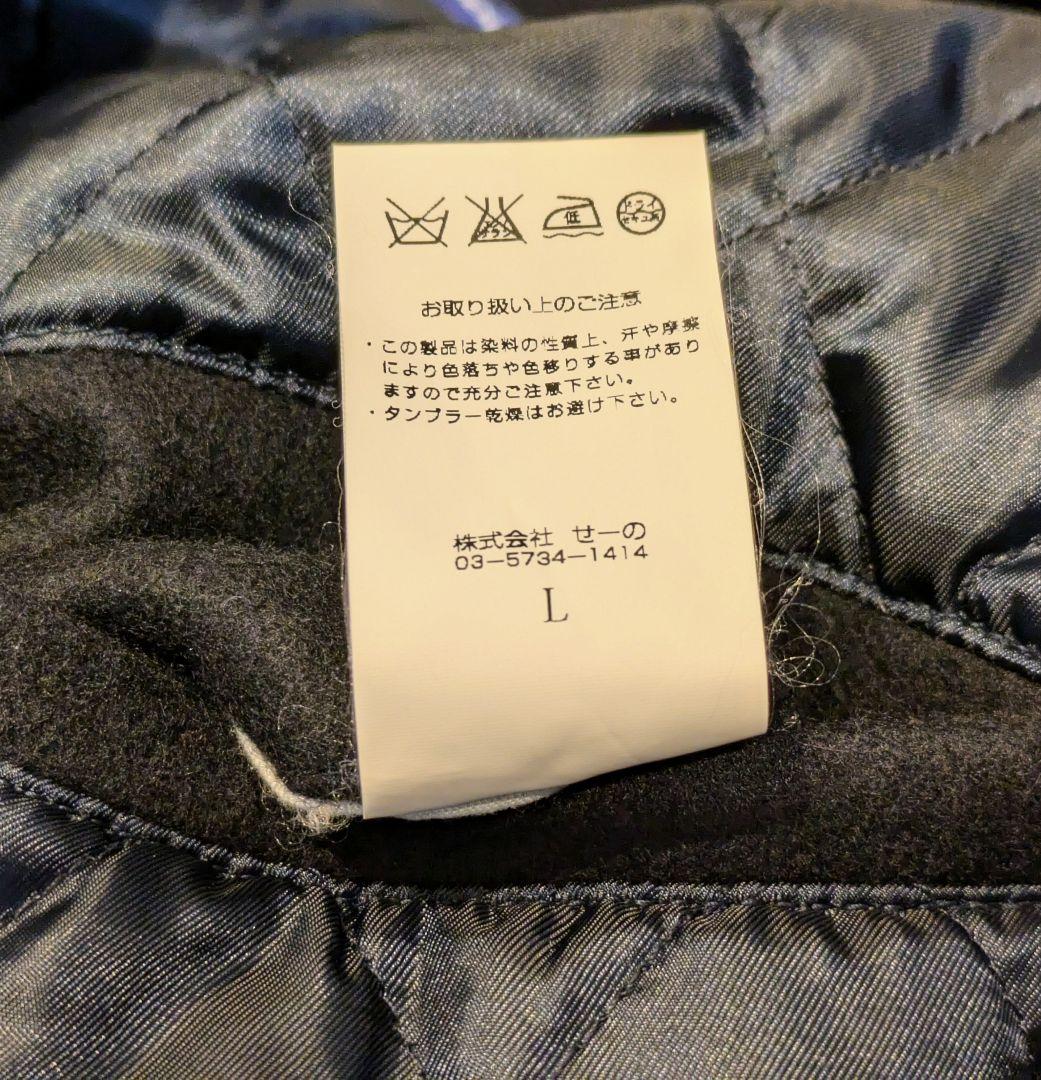 低 ドライ セキユ系
お取り扱い上のご注意
・この製品は染料の性質上、汗や摩擦
により色落ちや色移りする事があり
ますので充分ご注意下さい。
・タンブラー乾燥はお避け下さい。
株式会社 せーの
03-5734-1414
L